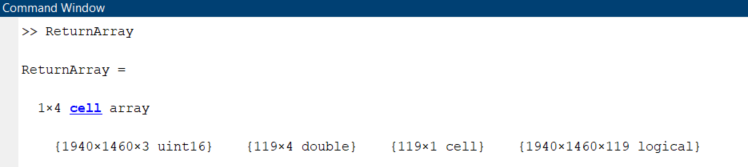 Command Window
>> ReturnArray
ReturnArray =
1×4 cell array
{1940×1460×3 uint16} {119×4 double} {119×1 cell} {1940×1460×119 logical}